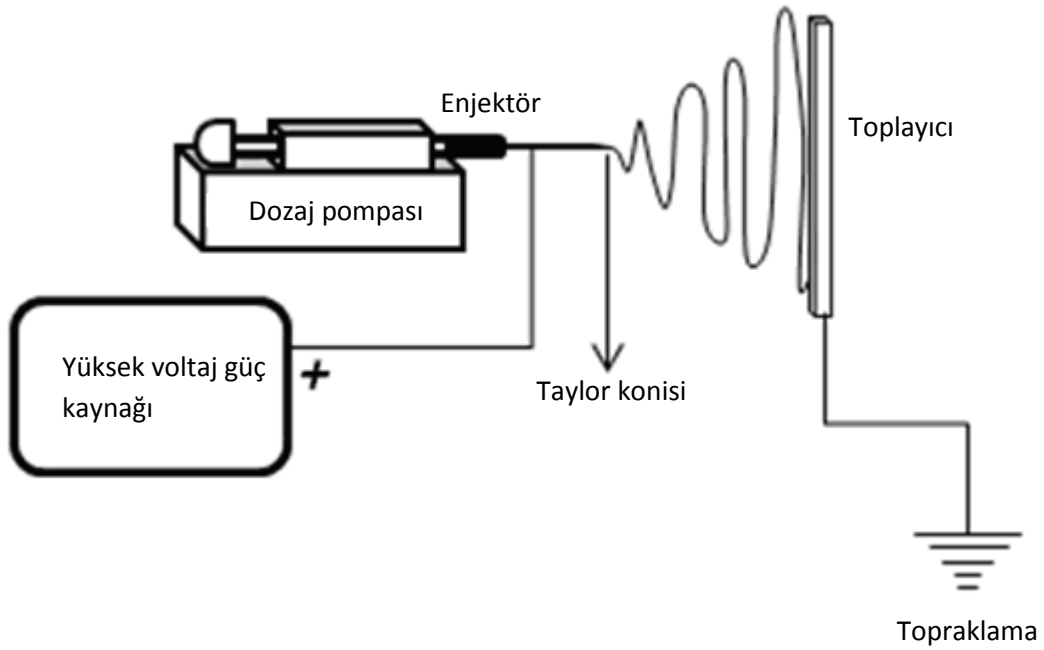 Enjektör
Toplayıcı
Dozaj pompası
Yüksek voltaj güç
kaynağı
+
Taylor konisi
Topraklama